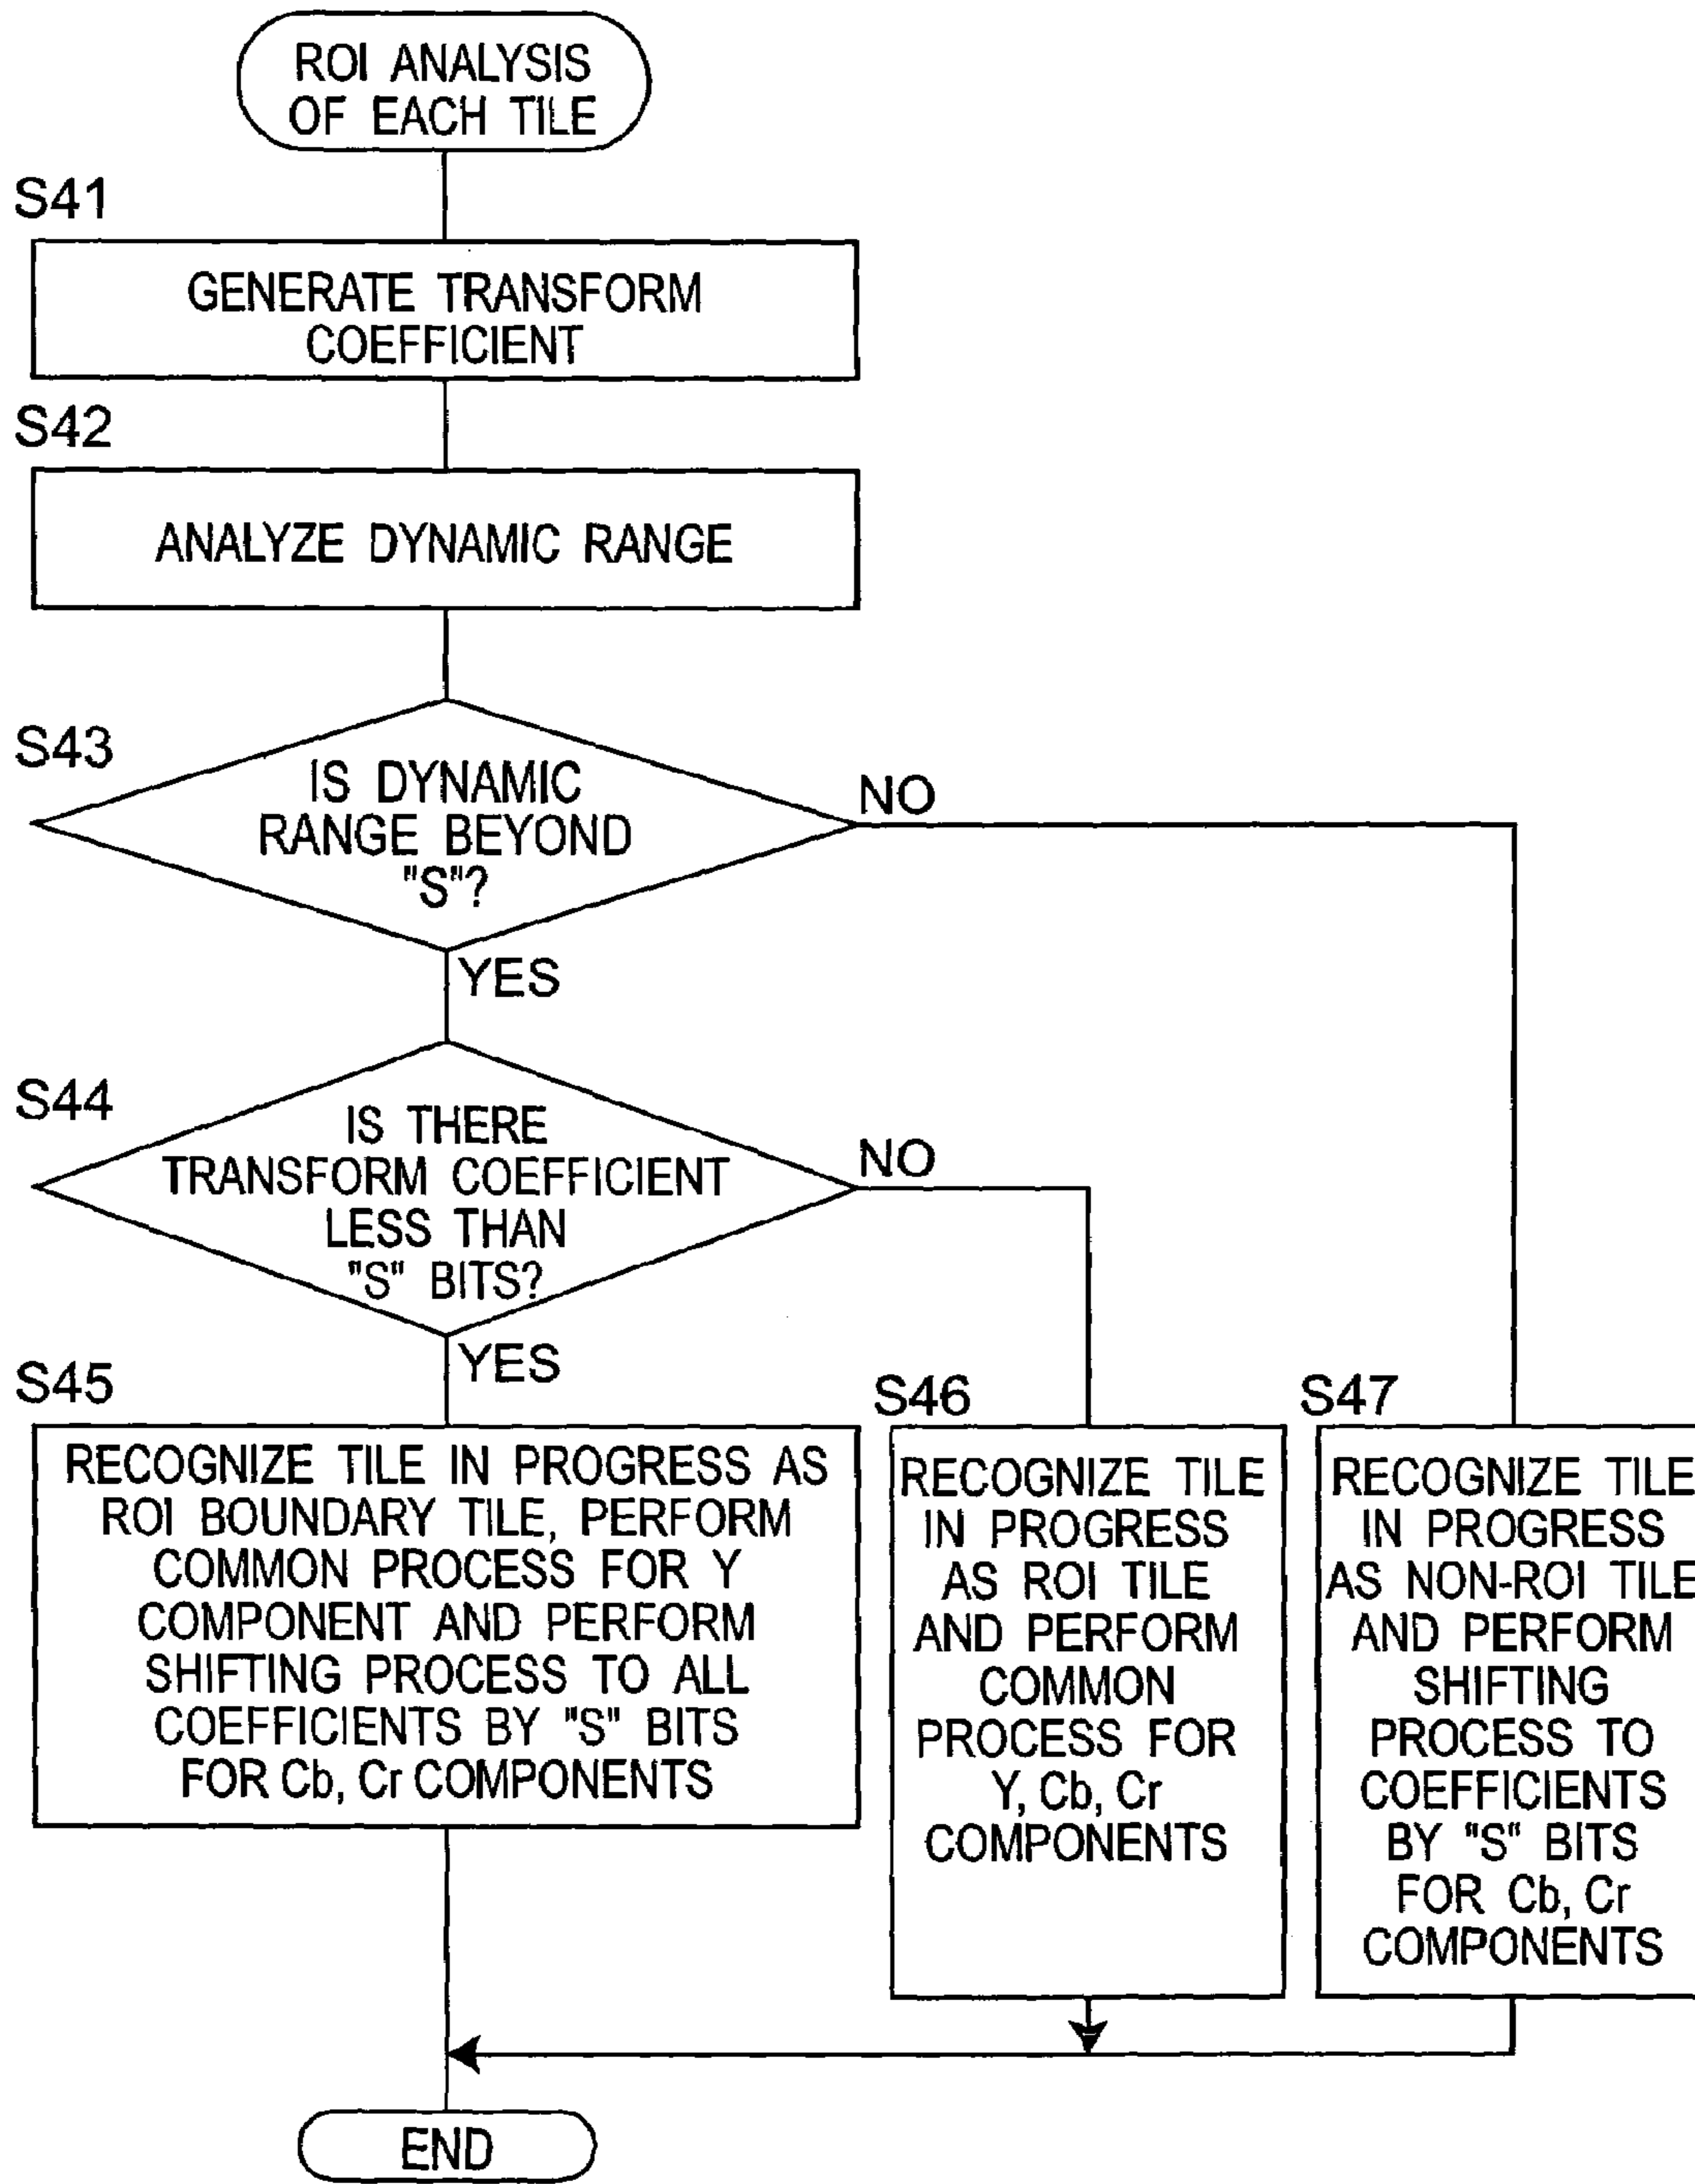 ROI ANALYSIS
OF EACH TILE
S41
GENERATE TRANSFORM
COEFFICIENT
S42
ANALYZE DYNAMIC RANGE
S43
IS DYNAMIC
RANGE BEYOND
"S"?
NO
YES
S44
IS THERE
TRANSFORM COEFFICIENT
LESS THAN
"S" BITS?
NO
YES
S45
RECOGNIZE TILE IN PROGRESS AS
ROI BOUNDARY TILE, PERFORM
COMMON PROCESS FOR Y
COMPONENT AND PERFORM
SHIFTING PROCESS TO ALL
COEFFICIENTS BY "S" BITS
FOR Cb, Cr COMPONENTS
S46
RECOGNIZE TILE
IN PROGRESS
AS ROI TILE
AND PERFORM
COMMON
PROCESS FOR
Y, Cb, Cr
COMPONENTS
S47
RECOGNIZE TILE
IN PROGRESS
AS NON-ROI TILE
AND PERFORM
SHIFTING
PROCESS TO
COEFFICIENTS
BY "S" BITS
FOR Cb, Cr
COMPONENTS
END